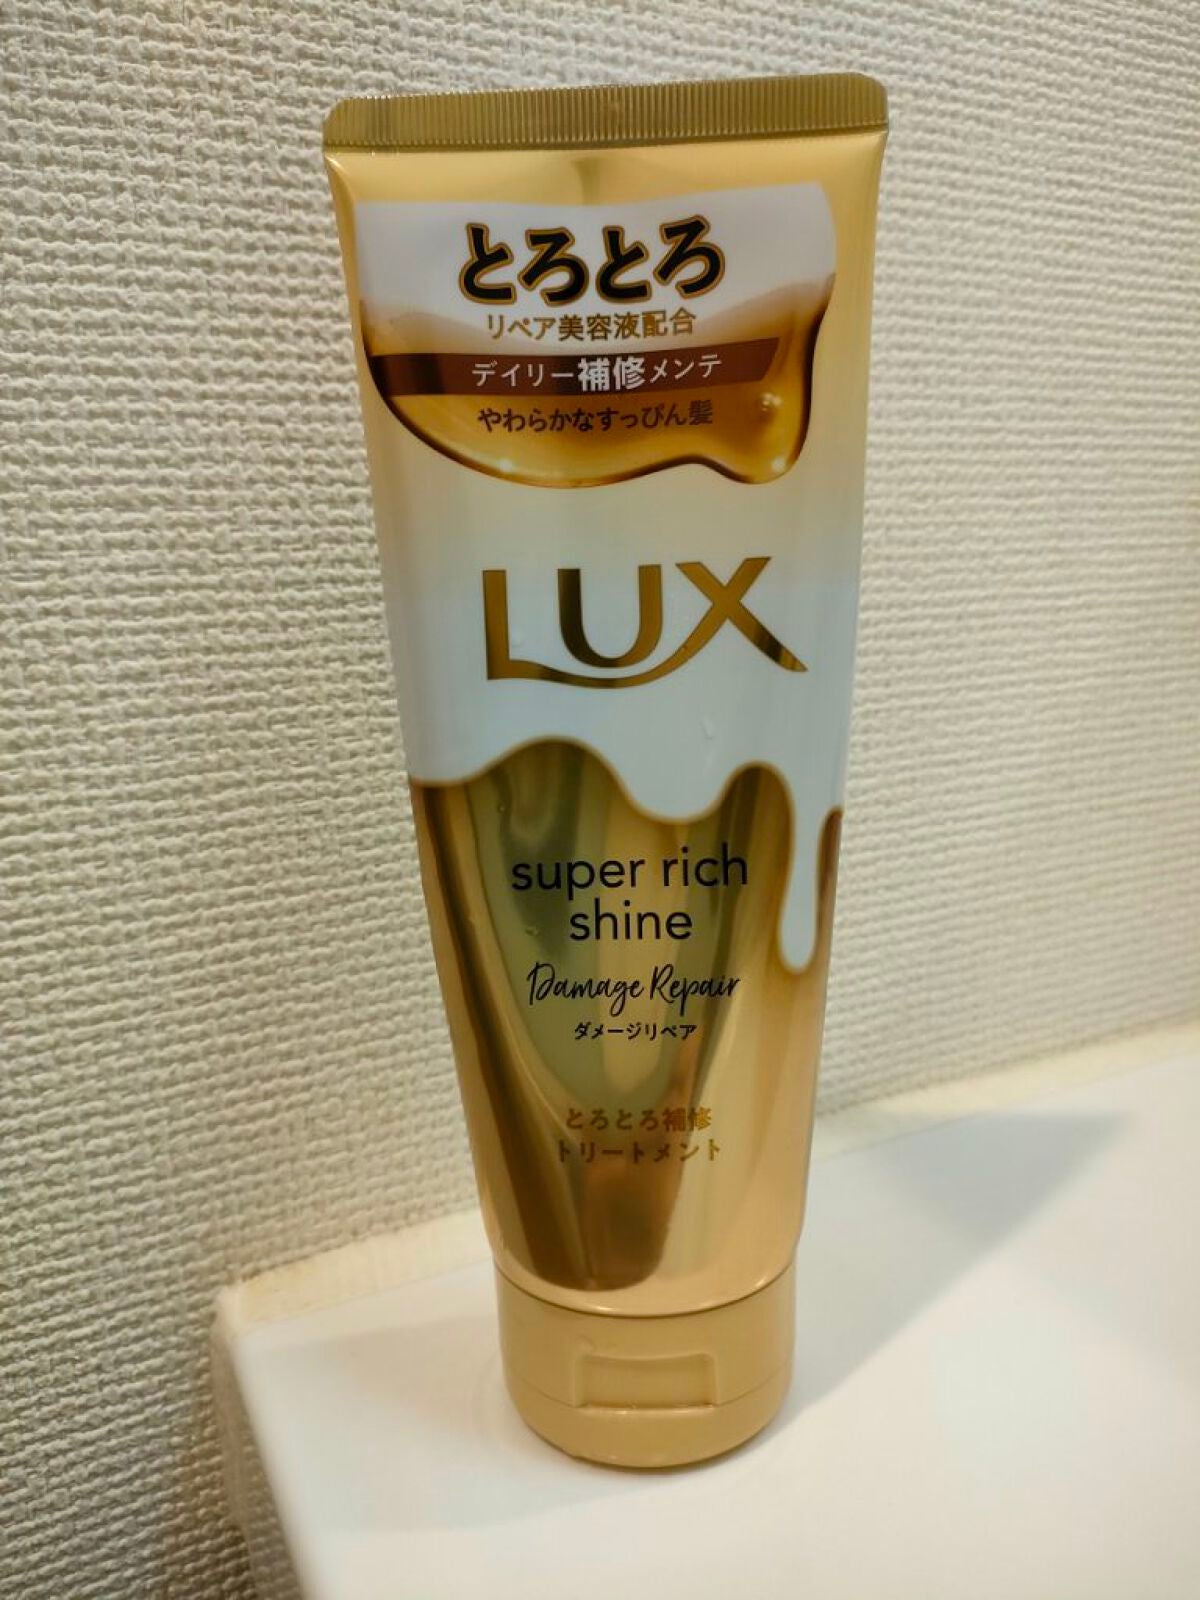 とろとろ
リペア美容液配合
デイリー補修メンテ
やわらかなすっぴん髪
LUX
super rich
shine
Damage Repair
ダメージリペア
とろとろ補修
トリートメント